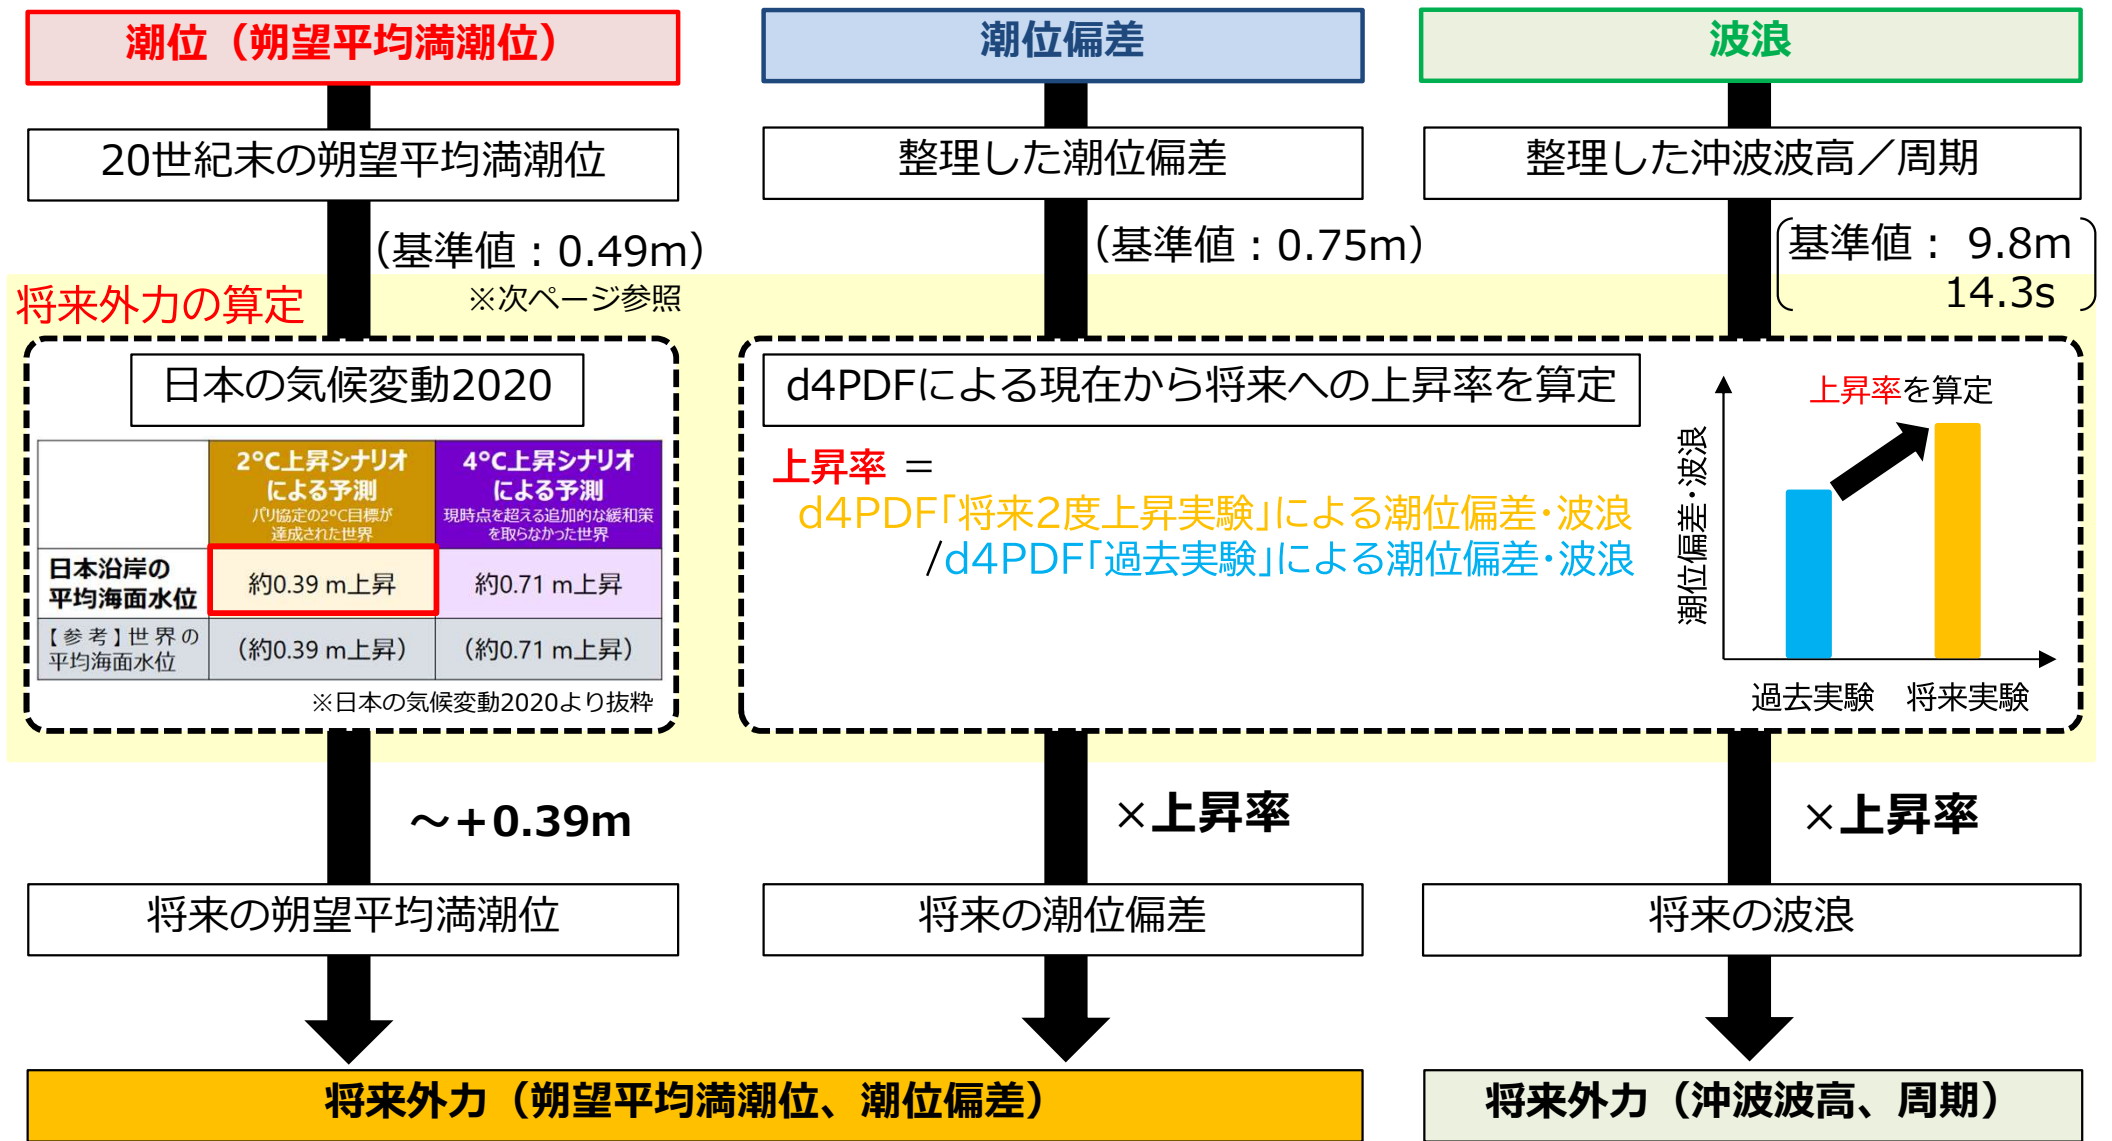 潮位（朔望平均満潮位）
潮位偏差
波浪
20世紀末の朔望平均満潮位
整理した潮位偏差
整理した沖波波高／周期
（基準値：0.49m）
※次ページ参照
（基準値：0.75m）
基準値： 9.8m
14.3s
将来外力の算定
日本の気候変動2020
2℃上昇シナリオ
による予測
パリ協定の2℃目標が
達成された世界
4℃上昇シナリオ
による予測
現時点を超える追加的な緩和策
を取らなかった世界
日本沿岸の
平均海面水位
約0.39 m上昇
約0.71 m上昇
【参考】世界の
平均海面水位
（約0.39 m上昇）
（約0.71 m上昇）
※日本の気候変動2020より抜粋
d4PDFによる現在から将来への上昇率を算定
上昇率 ＝
d4PDF「将来2度上昇実験」による潮位偏差・波浪
/d4PDF「過去実験」による潮位偏差・波浪
上昇率を算定
潮位偏差・波浪
過去実験
将来実験
～+0.39m
×上昇率
×上昇率
将来の朔望平均満潮位
将来の潮位偏差
将来の波浪
将来外力（朔望平均満潮位、潮位偏差）
将来外力（沖波波高、周期）